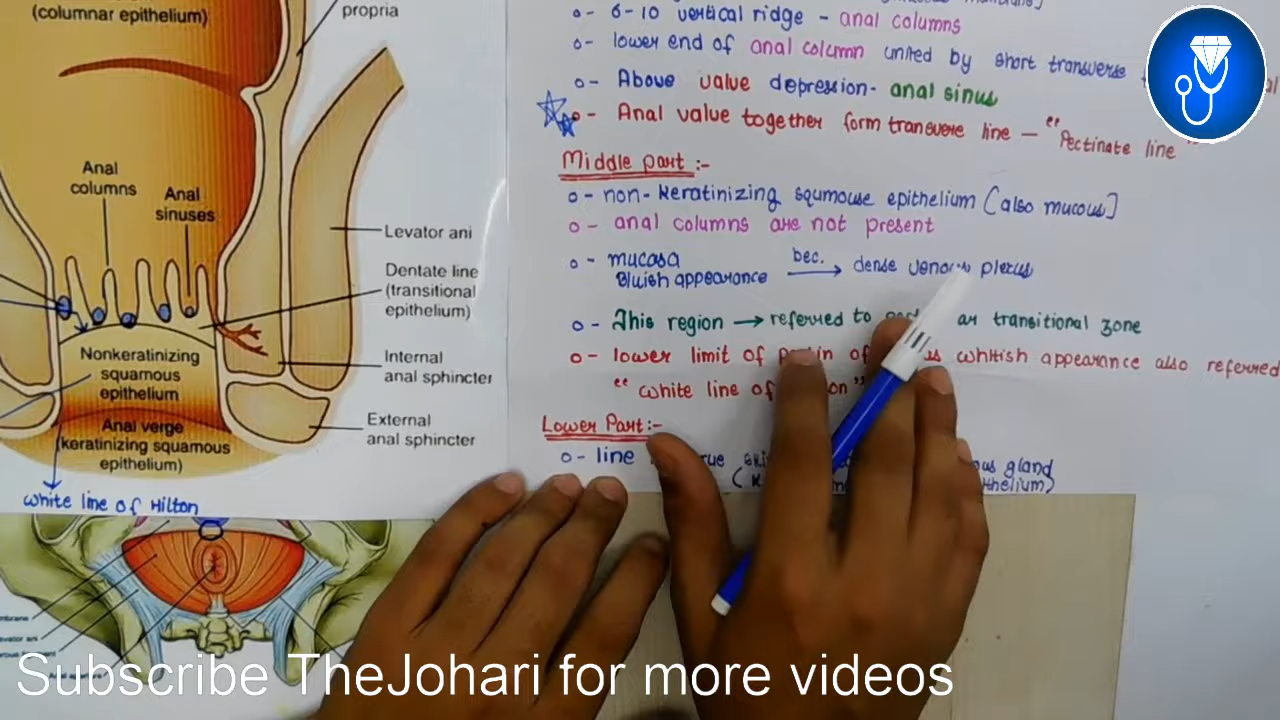 (columnar epithelium)
propria
Anal
columns
Anal
sinuses
Levator ani
Dentate line
(transitional
epithelium)
Internal
anal sphincter
Nonkeratinizing
squamous
epithelium
External
anal sphincter
Anal verge
(keratinizing squamous
epithelium)
White line of Hilton
o- 6-10 vertical ridge - anal columns
o- lower end of anal column united by short transverse
o- Above value depression- anal sinus
o- Anal value together form tranvere line - "Pectinate line"
Middle part:-
o- non-keratinizing squmouse epithelium (also mucous)
o- anal columns are not present
o- mucasa
Bluish appearance bec. → dense venous plexus
o- This region → referred to transitional zone
o- lower limit of whitish appearance also referred
"white line of
Lower Part:-
o- line gland
Subscribe TheJohari for more videos